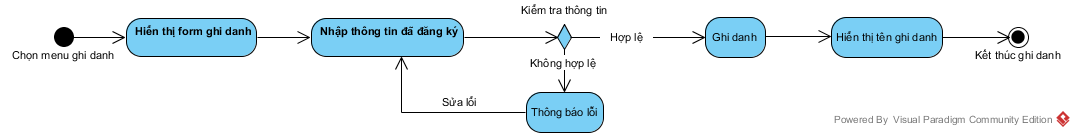 Chọn menu ghi danh
Hiển thị form ghi danh
Nhập thông tin đã đăng ký
Kiểm tra thông tin
Hợp lệ
Không hợp lệ
Thông báo lỗi
Sửa lỗi
Ghi danh
Hiển thị tên ghi danh
Kết thúc ghi danh
Powered By Visual Paradigm Community Edition